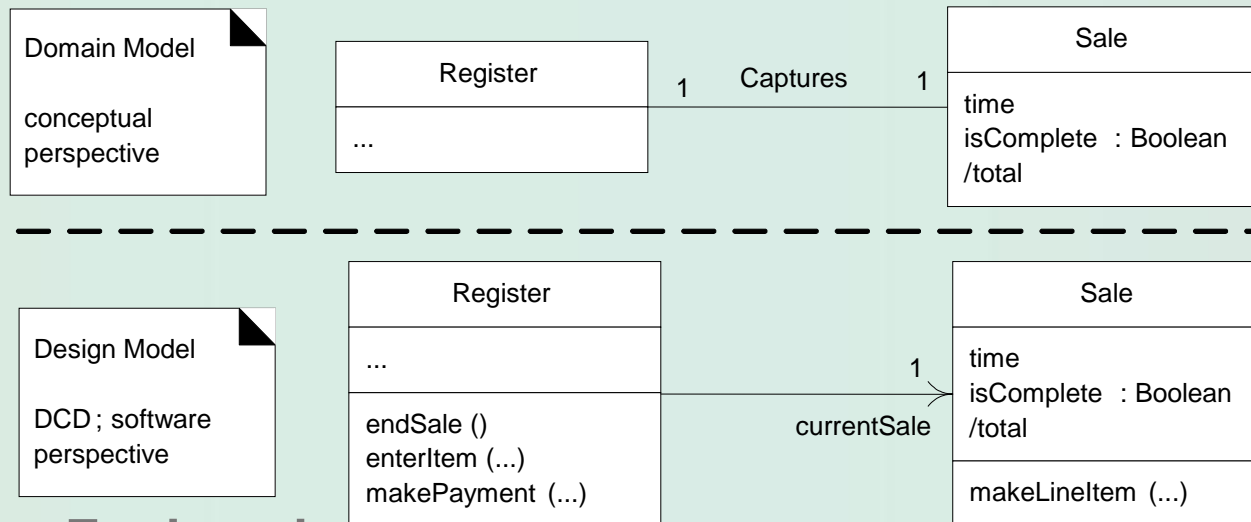 Domain Model
conceptual
perspective
Register
...
1 Captures 1
Sale
time
isComplete : Boolean
/total
Design Model
DCD ; software
perspective
Register
...
endSale ()
enterItem (...)
makePayment (...)
1
currentSale
Sale
time
isComplete : Boolean
/total
makeLineItem (...)